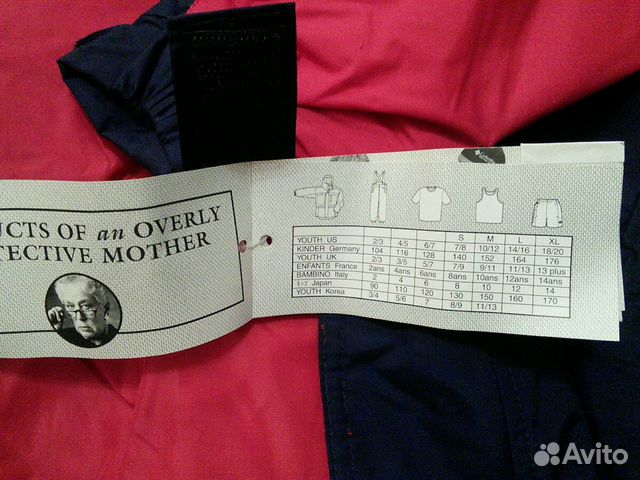 UCTS OF an OVERLY
TECTIVE MOTHER
S M L XL
YOUTH US 2/3 4/5 6/7 7/8 10/12 14/16 18/20
KINDER Germany 104 116 128 140 152 164 176
YOUTH UK 2/3 3/5 5/7 7/9 9/11 11/13 13 plus
ENFANTS France 2ans 4ans 6ans 8ans 10ans 12ans 14ans
BAMBINO Italy 2 4 6 8 10 12 14
Japan 90 110 120 130 150 160 170
YOUTH Korea 3/4 5/6 7 8/9 11/13
Avito